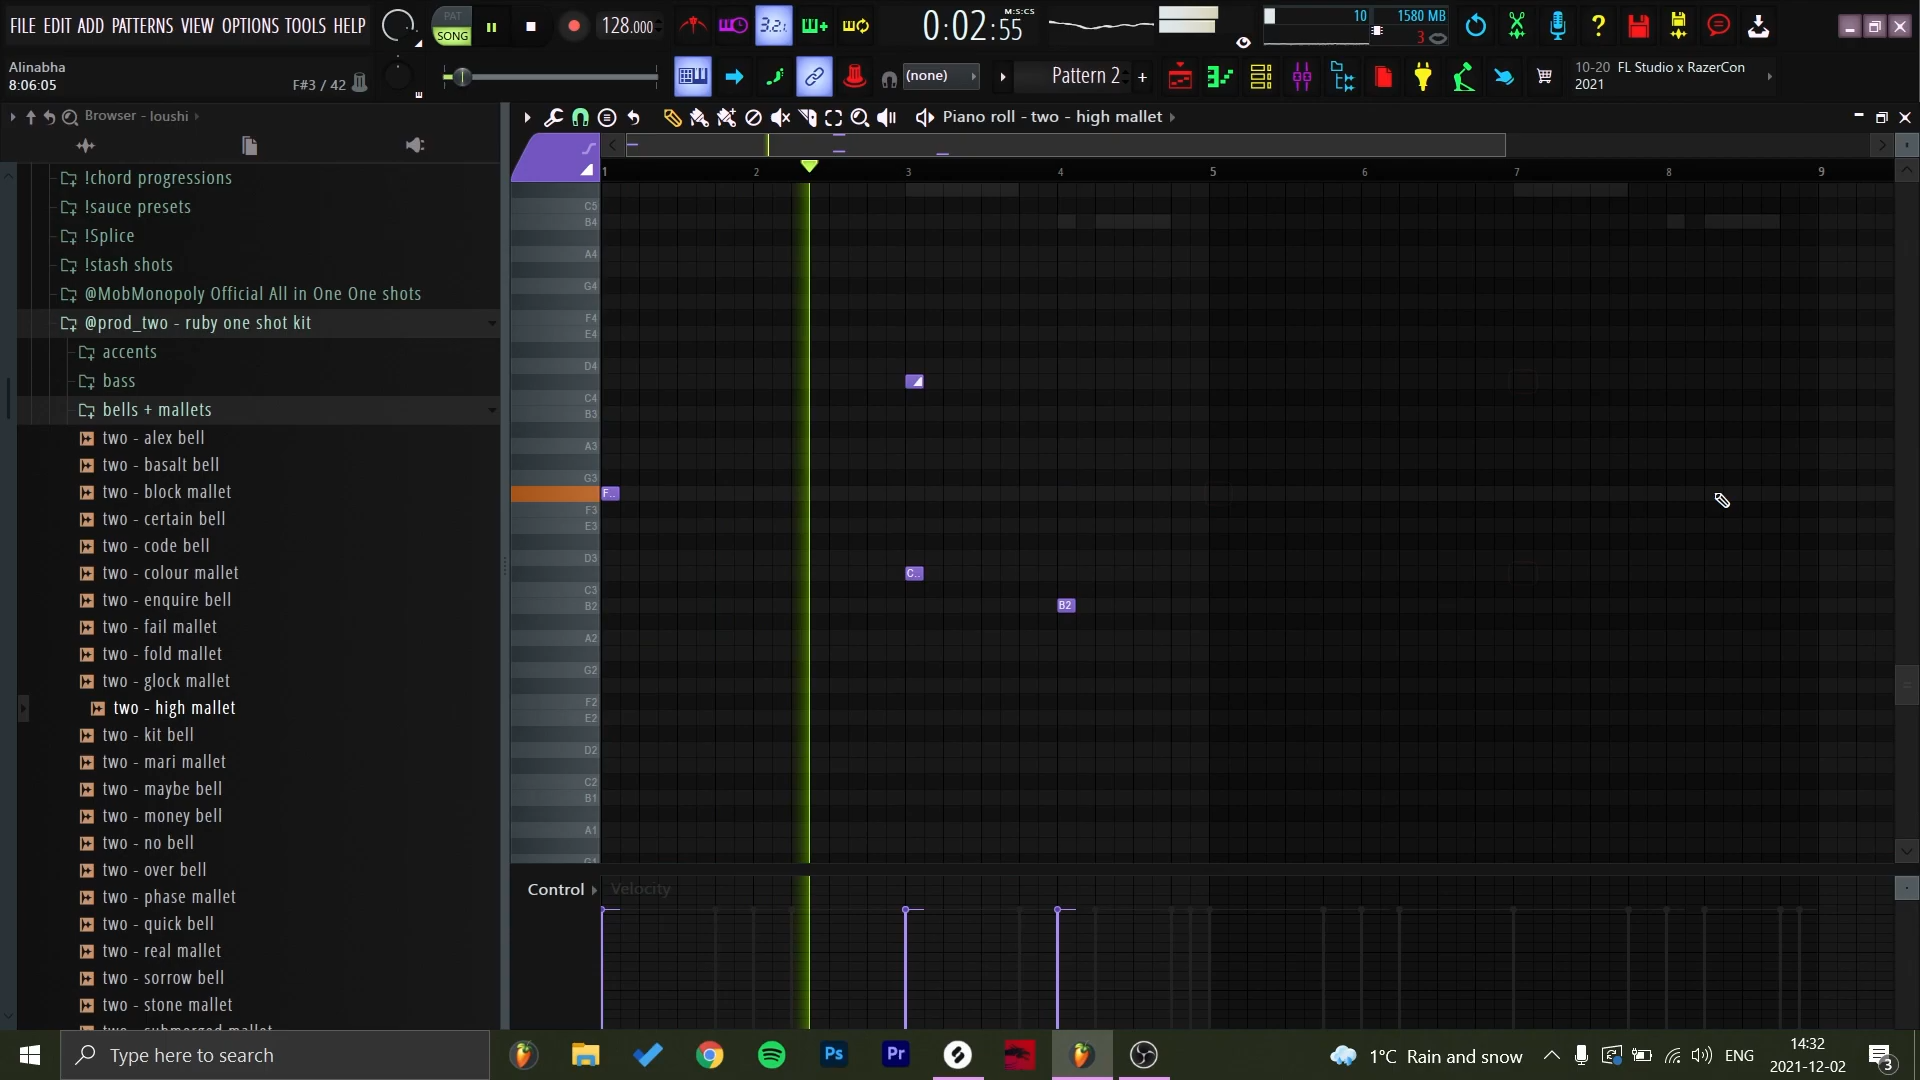 FILE EDIT ADD PATTERNS VIEW OPTIONS TOOLS HELP
PAT
SONG
128.000
3.2.
0:02:55
M:S:CS
10
1580 MB
3
Alinabha
8:06:05
F#3 / 42
(none)
Pattern 2
+
10-20 FL Studio x RazerCon
2021
Browser - loushi
Piano roll - two - high mallet
!chord progressions
!sauce presets
!Splice
!stash shots
@MobMonopoly Official All in One One shots
@prod_two - ruby one shot kit
accents
bass
bells + mallets
two - alex bell
two - basalt bell
two - block mallet
two - certain bell
two - code bell
two - colour mallet
two - enquire bell
two - fail mallet
two - fold mallet
two - glock mallet
two - high mallet
two - kit bell
two - mari mallet
two - maybe bell
two - money bell
two - no bell
two - over bell
two - phase mallet
two - quick bell
two - real mallet
two - sorrow bell
two - stone mallet
two - submerged mallet
1 2 3 4 5 6 7 8 9
C5
B4
A4
G4
F4
E4
D4
C4
B3
A3
G3
F..
F3
E3
D3
C..
C3
B2
B2
A2
G2
F2
E2
D2
C2
B1
A1
G1
Control
Velocity
Type here to search
Ps
Pr
1°C Rain and snow
ENG
14:32
2021-12-02
3